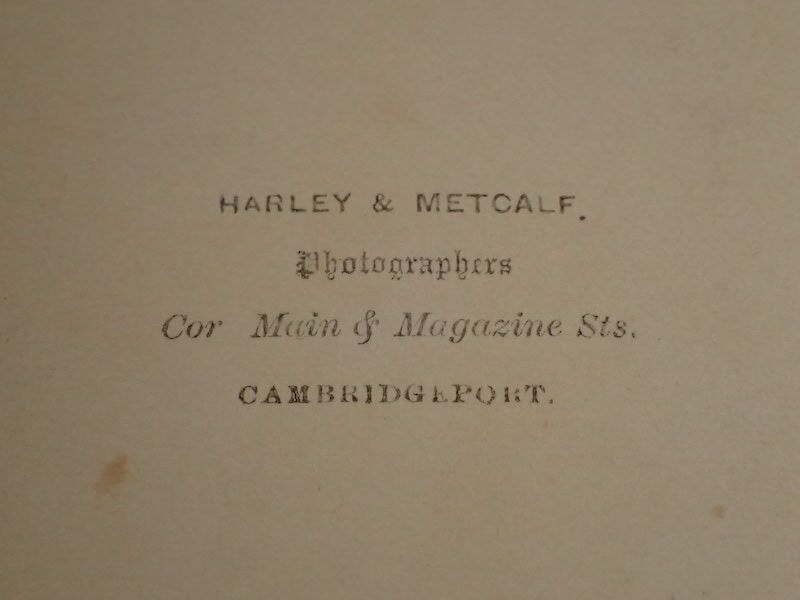 HARLEY & METCALF.
Photographers
Cor Main & Magazine Sts.
CAMBRIDGEPORT.